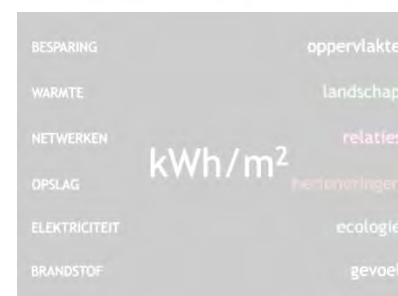 BESPARING oppervlakte
WARMTE landschap
NETWERKEN relaties
kWh/m²
OPSLAG herinneringen
ELEKTRICITEIT ecologie
BRANDSTOF gevoel